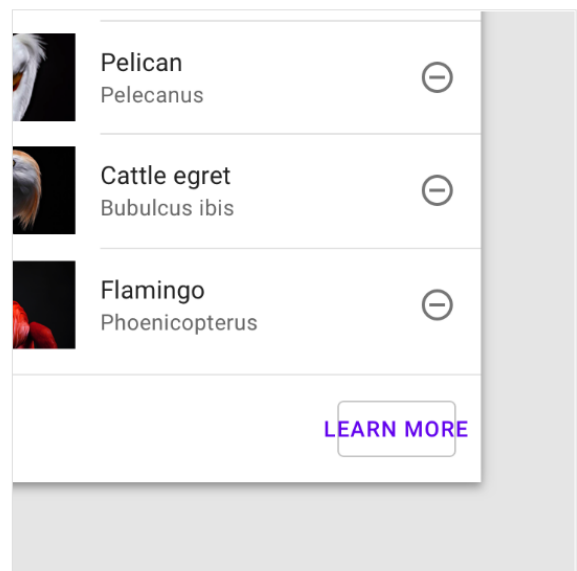 Pelican
Pelecanus
Cattle egret
Bubulcus ibis
Flamingo
Phoenicopterus
LEARN MORE